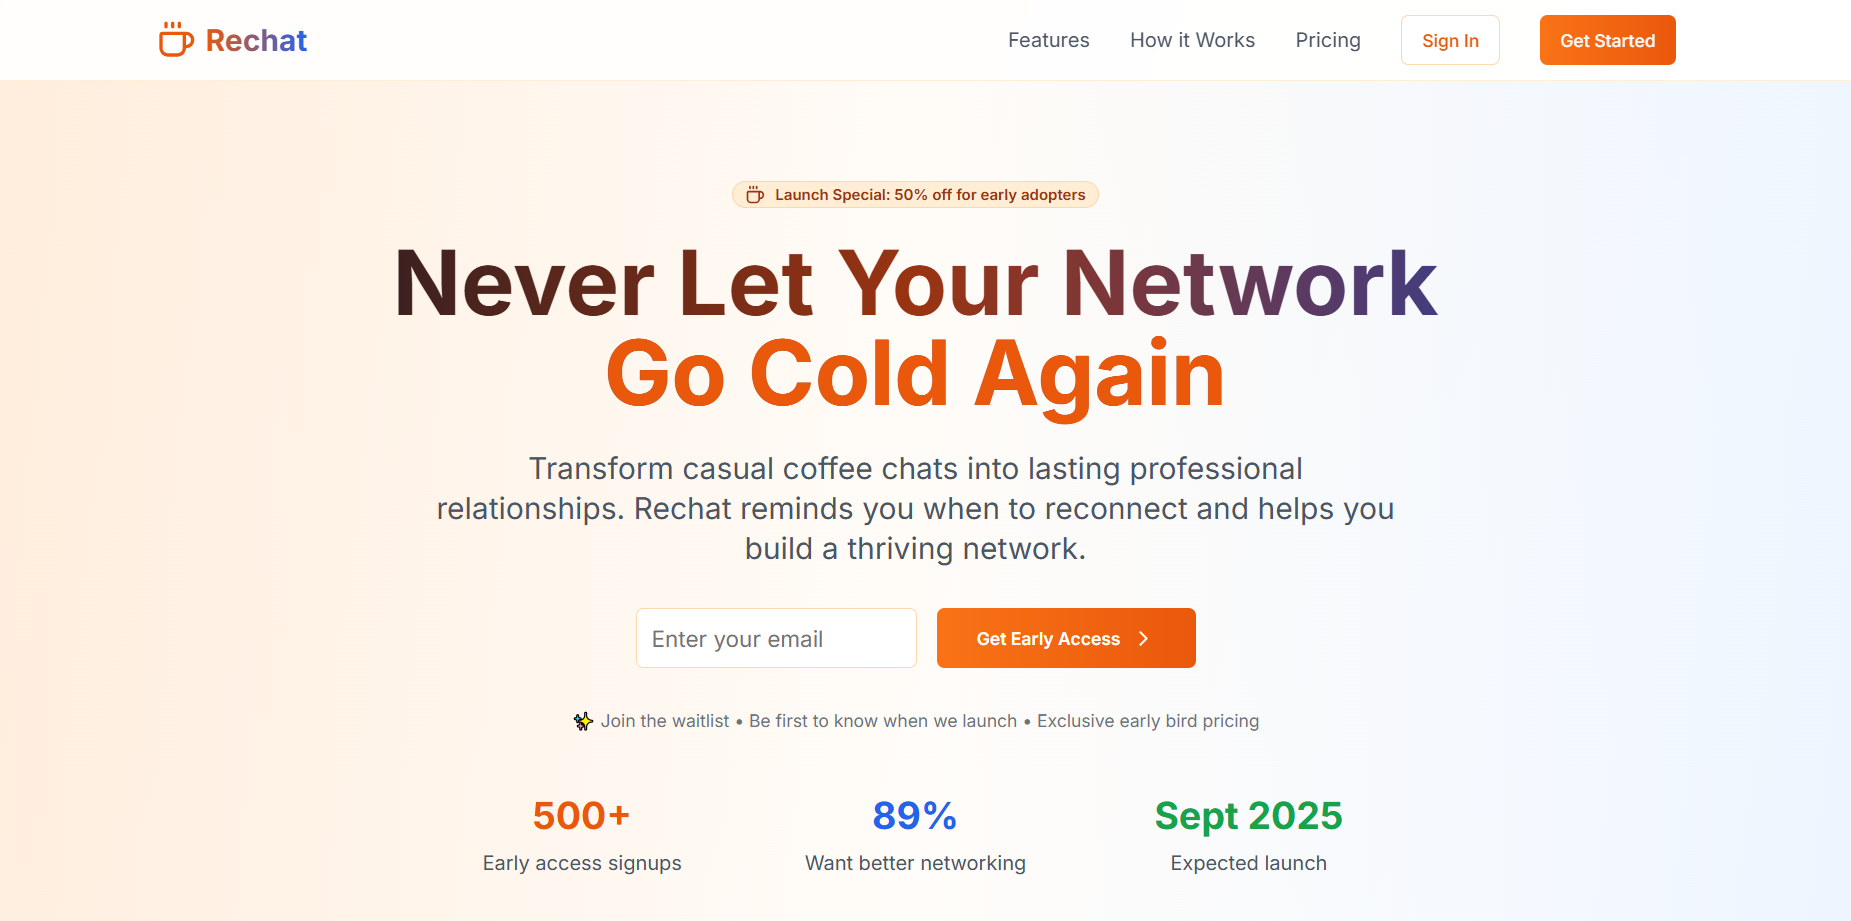 Rechat
Features
How it Works
Pricing
Sign In
Get Started
Launch Special: 50% off for early adopters
Never Let Your Network
Go Cold Again
Transform casual coffee chats into lasting professional
relationships. Rechat reminds you when to reconnect and helps you
build a thriving network.
Enter your email
Get Early Access
✨ Join the waitlist • Be first to know when we launch • Exclusive early bird pricing
500+
Early access signups
89%
Want better networking
Sept 2025
Expected launch